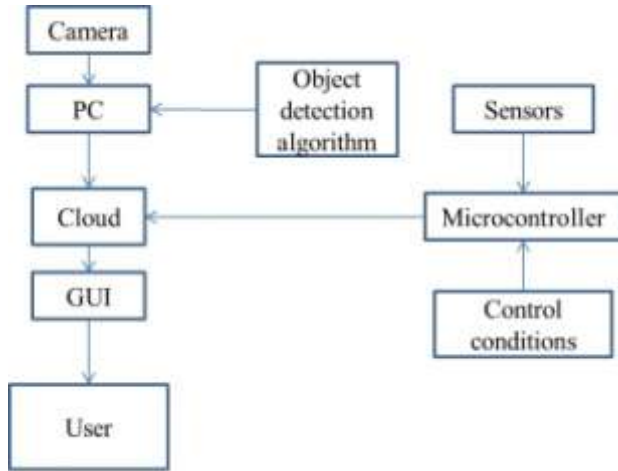 Camera
PC
Object
detection
algorithm
Sensors
Cloud
Microcontroller
GUI
Control
conditions
User